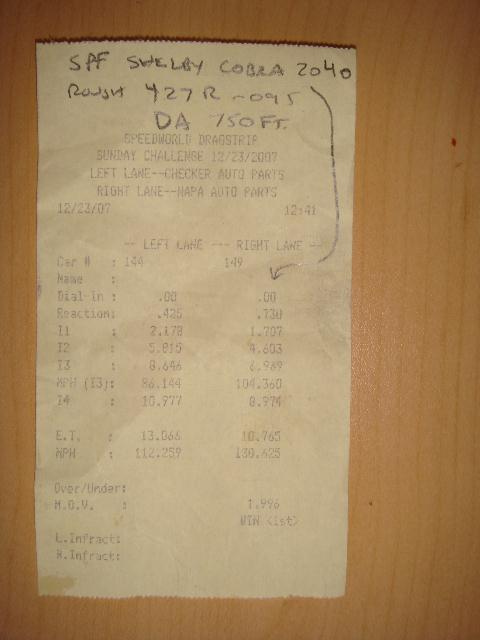 SPF SHELBY COBRA 2040
ROUSH 427R - 095
DA 750 FT.
SPEEDWORLD DRAGSTRIP
SUNDAY CHALLENGE 12/23/2007
LEFT LANE--CHECKER AUTO PARTS
RIGHT LANE--NAPA AUTO PARTS
12/23/07 12:41
-- LEFT LANE --- RIGHT LANE --
Car # : 144 149
Name :
Dial-in : .00 .00
Reaction: .425 .730
I1 : 2.178 1.707
I2 : 5.815 4.603
I3 : 8.646 6.969
MPH (I3): 86.144 104.360
I4 : 10.977 8.974
E.T. : 13.066 10.765
MPH : 112.259 130.625
Over/Under:
M.O.V. : 1.996
WIN <1st>
L.Infract:
R.Infract: